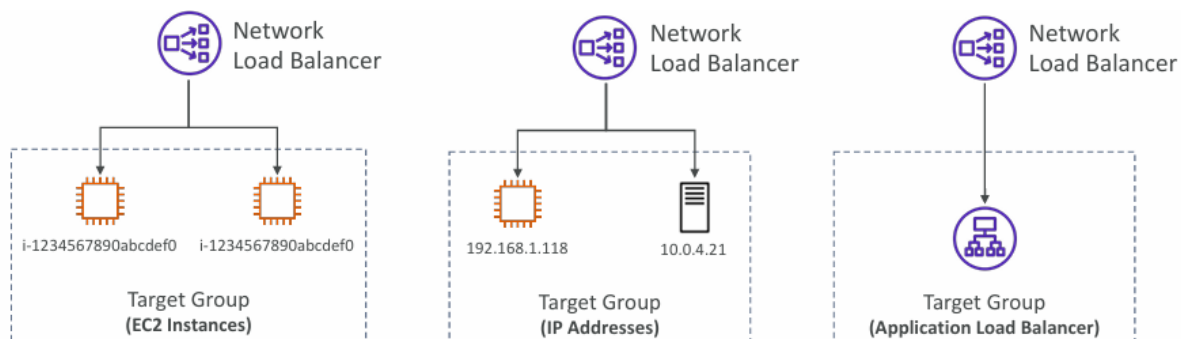 Network
Load Balancer
i-1234567890abcdef0
i-1234567890abcdef0
Target Group
(EC2 Instances)
Network
Load Balancer
192.168.1.118
10.0.4.21
Target Group
(IP Addresses)
Network
Load Balancer
Target Group
(Application Load Balancer)